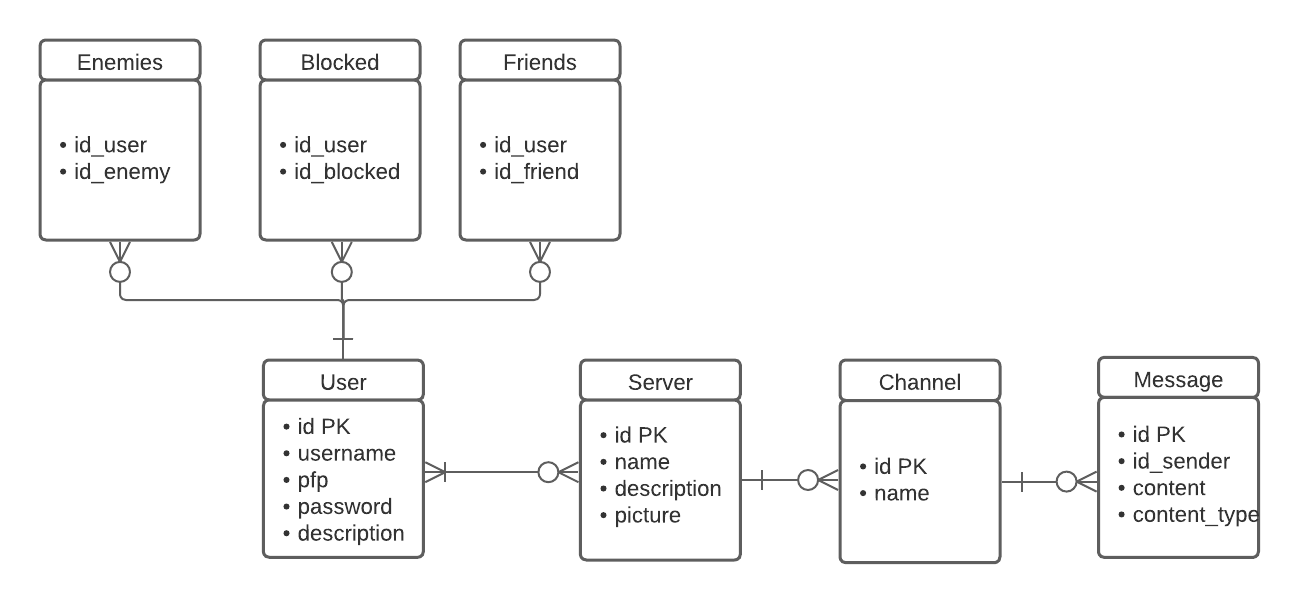 Enemies
• id_user
• id_enemy
Blocked
• id_user
• id_blocked
Friends
• id_user
• id_friend
User
• id PK
• username
• pfp
• password
• description
Server
• id PK
• name
• description
• picture
Channel
• id PK
• name
Message
• id PK
• id_sender
• content
• content_type